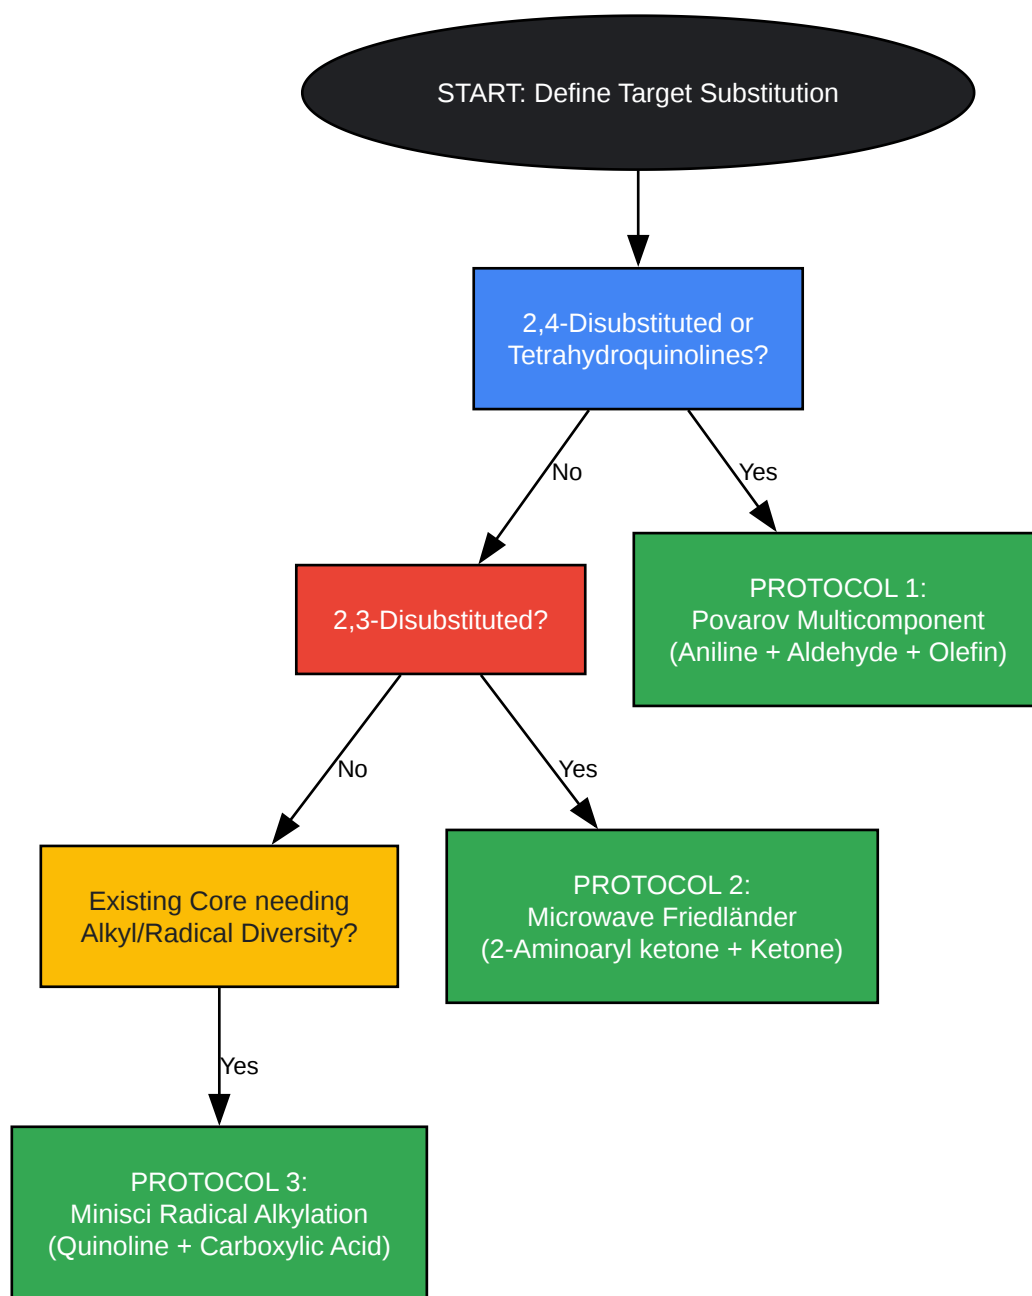 START: Define Target Substitution
2,4-Disubstituted or
Tetrahydroquinolines?
No
Yes
PROTOCOL 1:
Povarov Multicomponent
(Aniline + Aldehyde + Olefin)
2,3-Disubstituted?
No
Yes
PROTOCOL 2:
Microwave Friedländer
(2-Aminoaryl ketone + Ketone)
Existing Core needing
Alkyl/Radical Diversity?
Yes
PROTOCOL 3:
Minisci Radical Alkylation
(Quinoline + Carboxylic Acid)